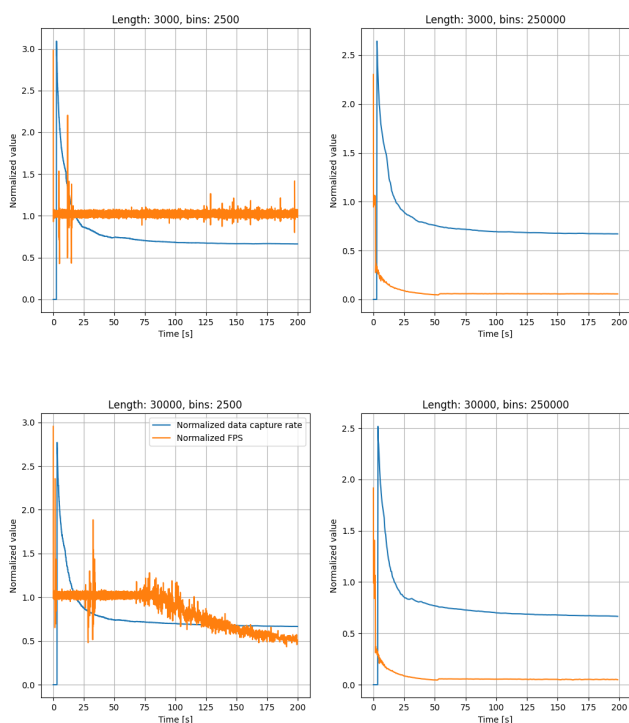 Length: 3000, bins: 2500
Normalized value
3.0
2.5
2.0
1.5
1.0
0.5
0.0
0 25 50 75 100 125 150 175 200
Time [s]
Length: 3000, bins: 250000
Normalized value
2.5
2.0
1.5
1.0
0.5
0.0
0 25 50 75 100 125 150 175 200
Time [s]
Length: 30000, bins: 2500
Normalized data capture rate
Normalized FPS
Normalized value
3.0
2.5
2.0
1.5
1.0
0.5
0.0
0 25 50 75 100 125 150 175 200
Time [s]
Length: 30000, bins: 250000
Normalized value
2.5
2.0
1.5
1.0
0.5
0.0
0 25 50 75 100 125 150 175 200
Time [s]